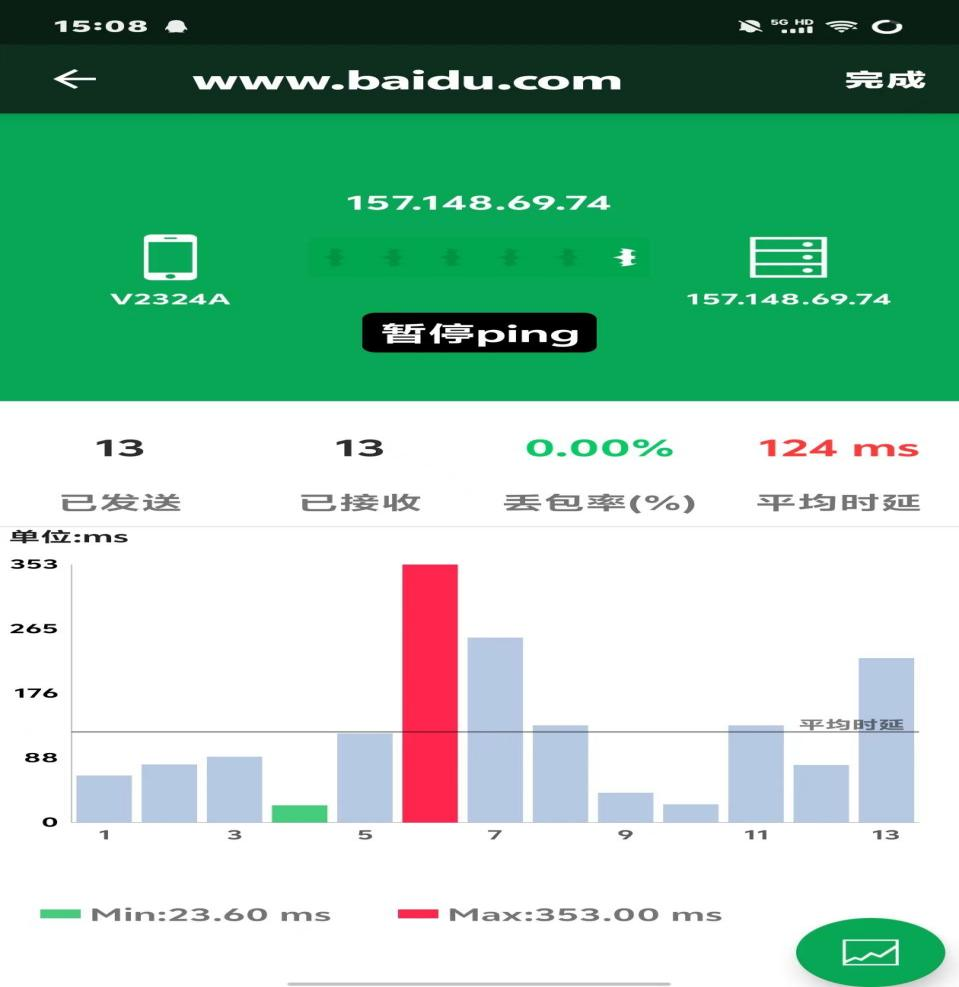 15:08
5G HD
www.baidu.com
完成
157.148.69.74
V2324A
157.148.69.74
暂停ping
13 13 0.00% 124 ms
已发送 已接收 丢包率(%) 平均时延
单位:ms
353
265
176
平均时延
88
0
1 3 5 7 9 11 13
Min:23.60 ms Max:353.00 ms